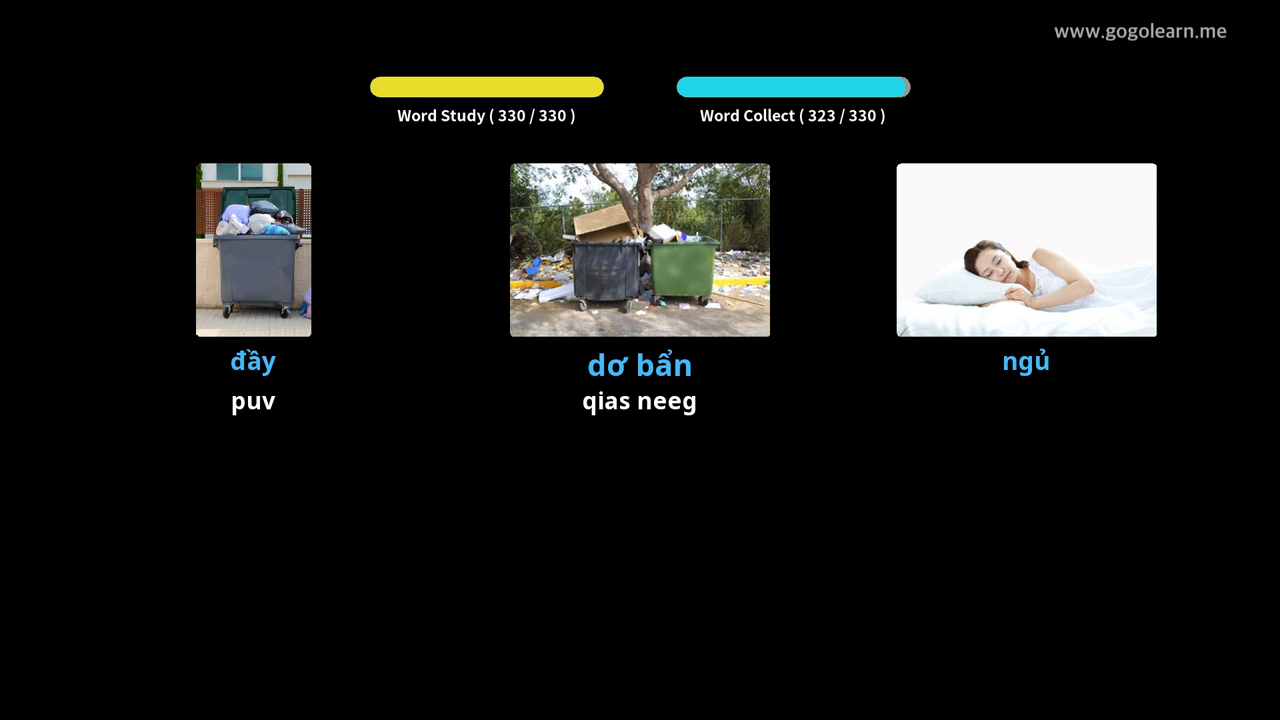 www.gogolearn.me
Word Study ( 330 / 330 )
Word Collect ( 323 / 330 )
đầy
dơ bẩn
ngủ
puv
qias neeg